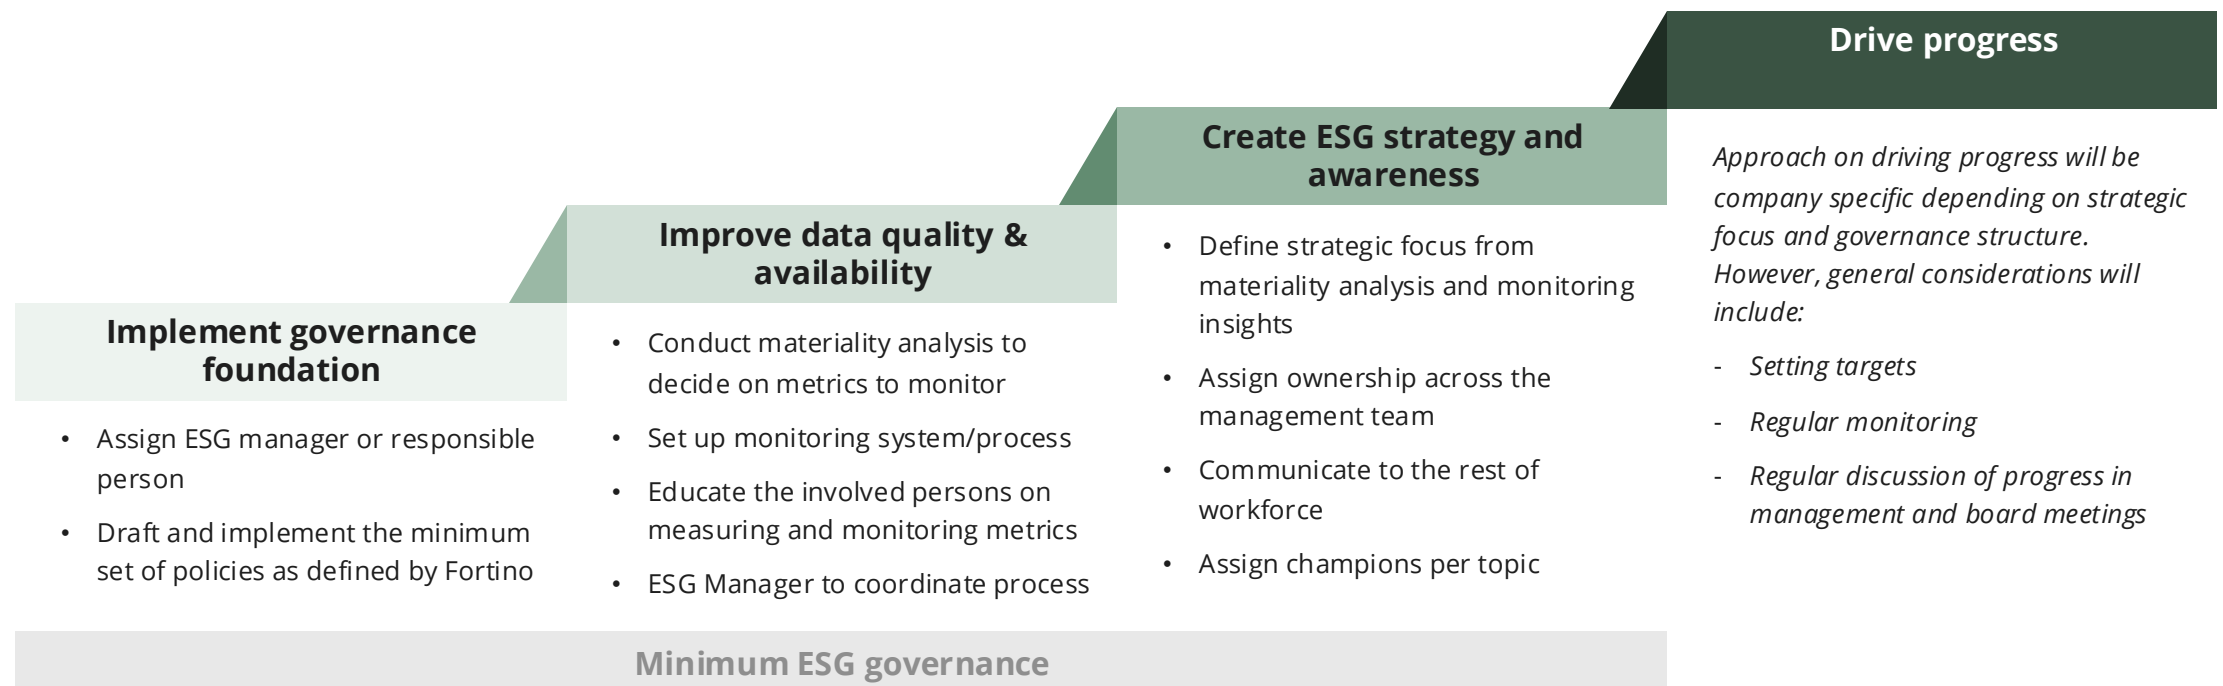 Implement governance
foundation
• Assign ESG manager or responsible
person
• Draft and implement the minimum
set of policies as defined by Fortino
Improve data quality &
availability
• Conduct materiality analysis to
decide on metrics to monitor
• Set up monitoring system/process
• Educate the involved persons on
measuring and monitoring metrics
• ESG Manager to coordinate process
Create ESG strategy and
awareness
• Define strategic focus from
materiality analysis and monitoring
insights
• Assign ownership across the
management team
• Communicate to the rest of
workforce
• Assign champions per topic
Drive progress
Approach on driving progress will be
company specific depending on strategic
focus and governance structure.
However, general considerations will
include:
- Setting targets
- Regular monitoring
- Regular discussion of progress in
management and board meetings
Minimum ESG governance